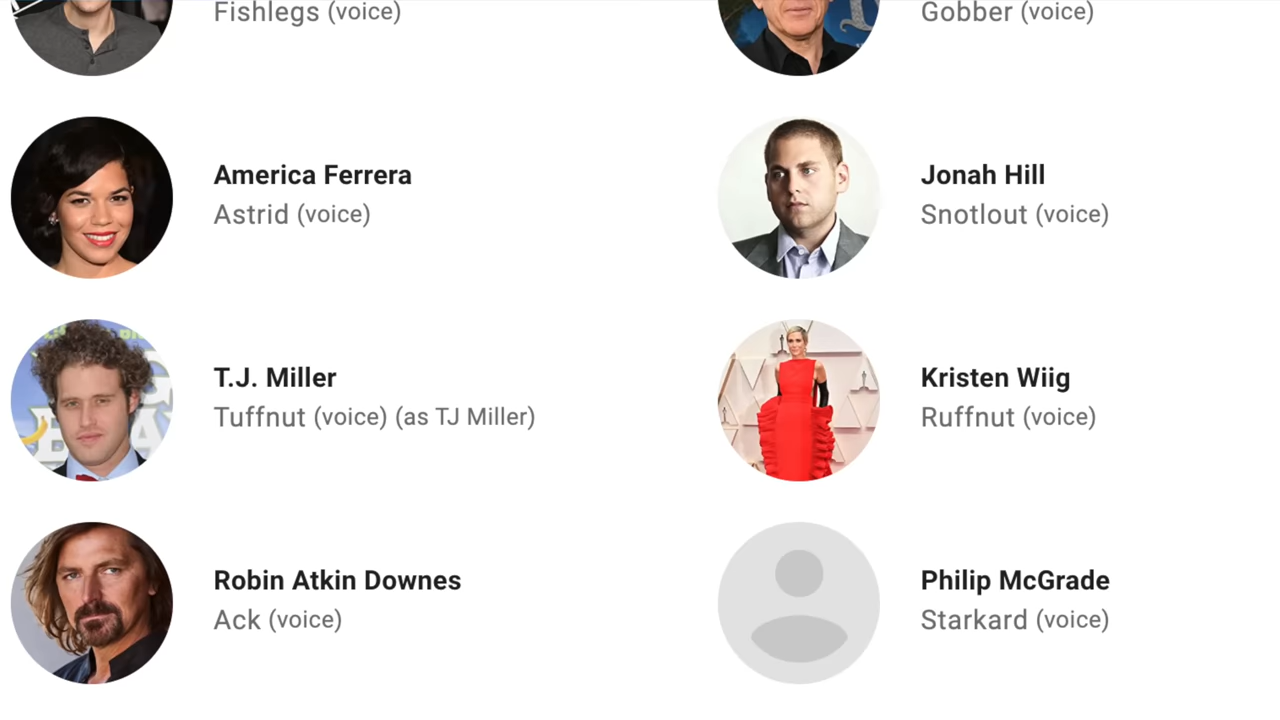 Fishlegs (voice)
Gobber (voice)
America Ferrera
Astrid (voice)
Jonah Hill
Snotlout (voice)
T.J. Miller
Tuffnut (voice) (as TJ Miller)
Kristen Wiig
Ruffnut (voice)
Robin Atkin Downes
Ack (voice)
Philip McGrade
Starkard (voice)